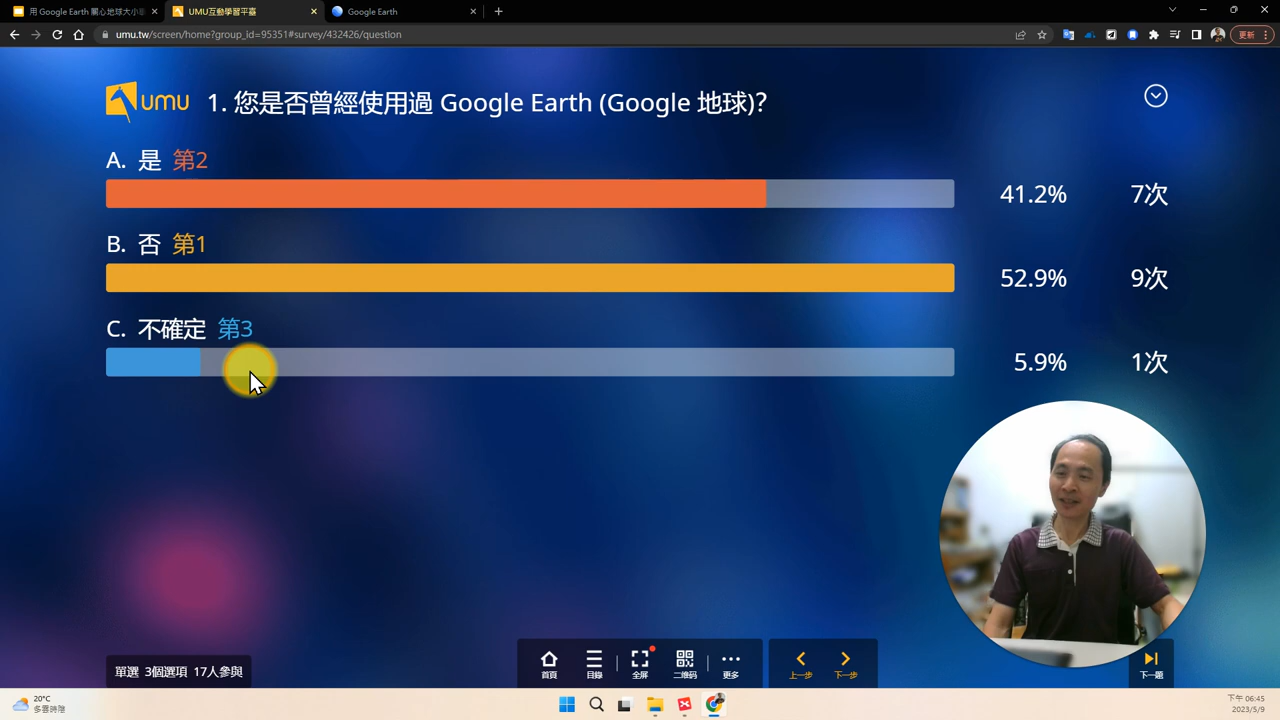 用 Google Earth 關心地球大小事
UMU互動學習平臺
Google Earth
umu.tw/screen/home?group_id=95351#survey/432426/question
更新
umu
1. 您是否曾經使用過 Google Earth (Google 地球)?
A. 是 第2
41.2% 7次
B. 否 第1
52.9% 9次
C. 不確定 第3
5.9% 1次
單選 3個選項 17人參與
首頁 目錄 全屏 二维码 更多 上一步 下一步 下一題
20°C
多雲時陰
下午 06:45
2023/5/9